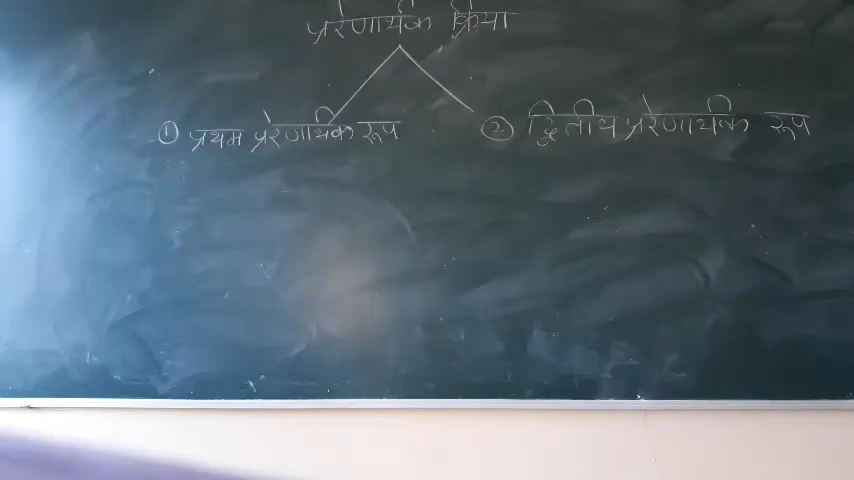 प्रेरणार्थक क्रिया
① प्रथम प्रेरणार्थक रूप ② द्वितीय प्रेरणार्थक रूप